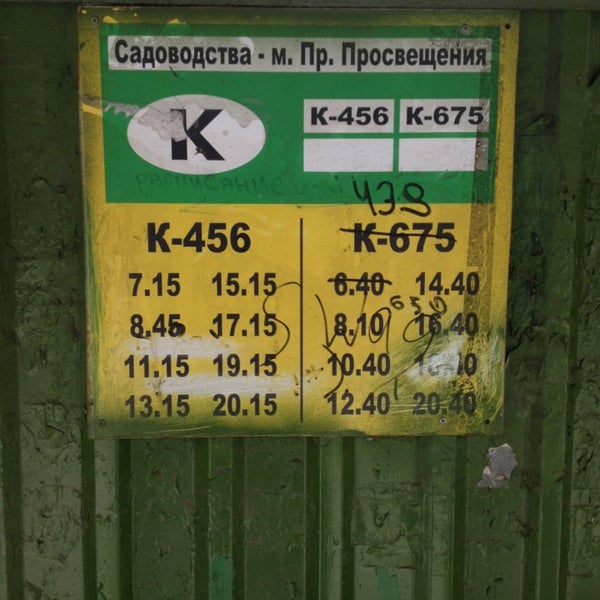 Садоводства - м. Пр. Просвещения
К
К-456 К-675
РАСПИСАНИЕ
К-456 К-675
7.15 15.15 6.40 14.40
8.45 17.15 8.10 16.40
11.15 19.15 10.40
13.15 20.15 12.40 20.40